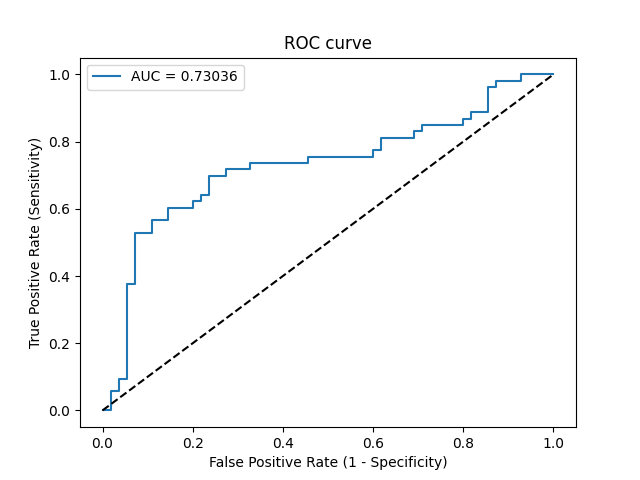 ROC curve
AUC = 0.73036
True Positive Rate (Sensitivity)
1.0
0.8
0.6
0.4
0.2
0.0
0.0 0.2 0.4 0.6 0.8 1.0
False Positive Rate (1 - Specificity)